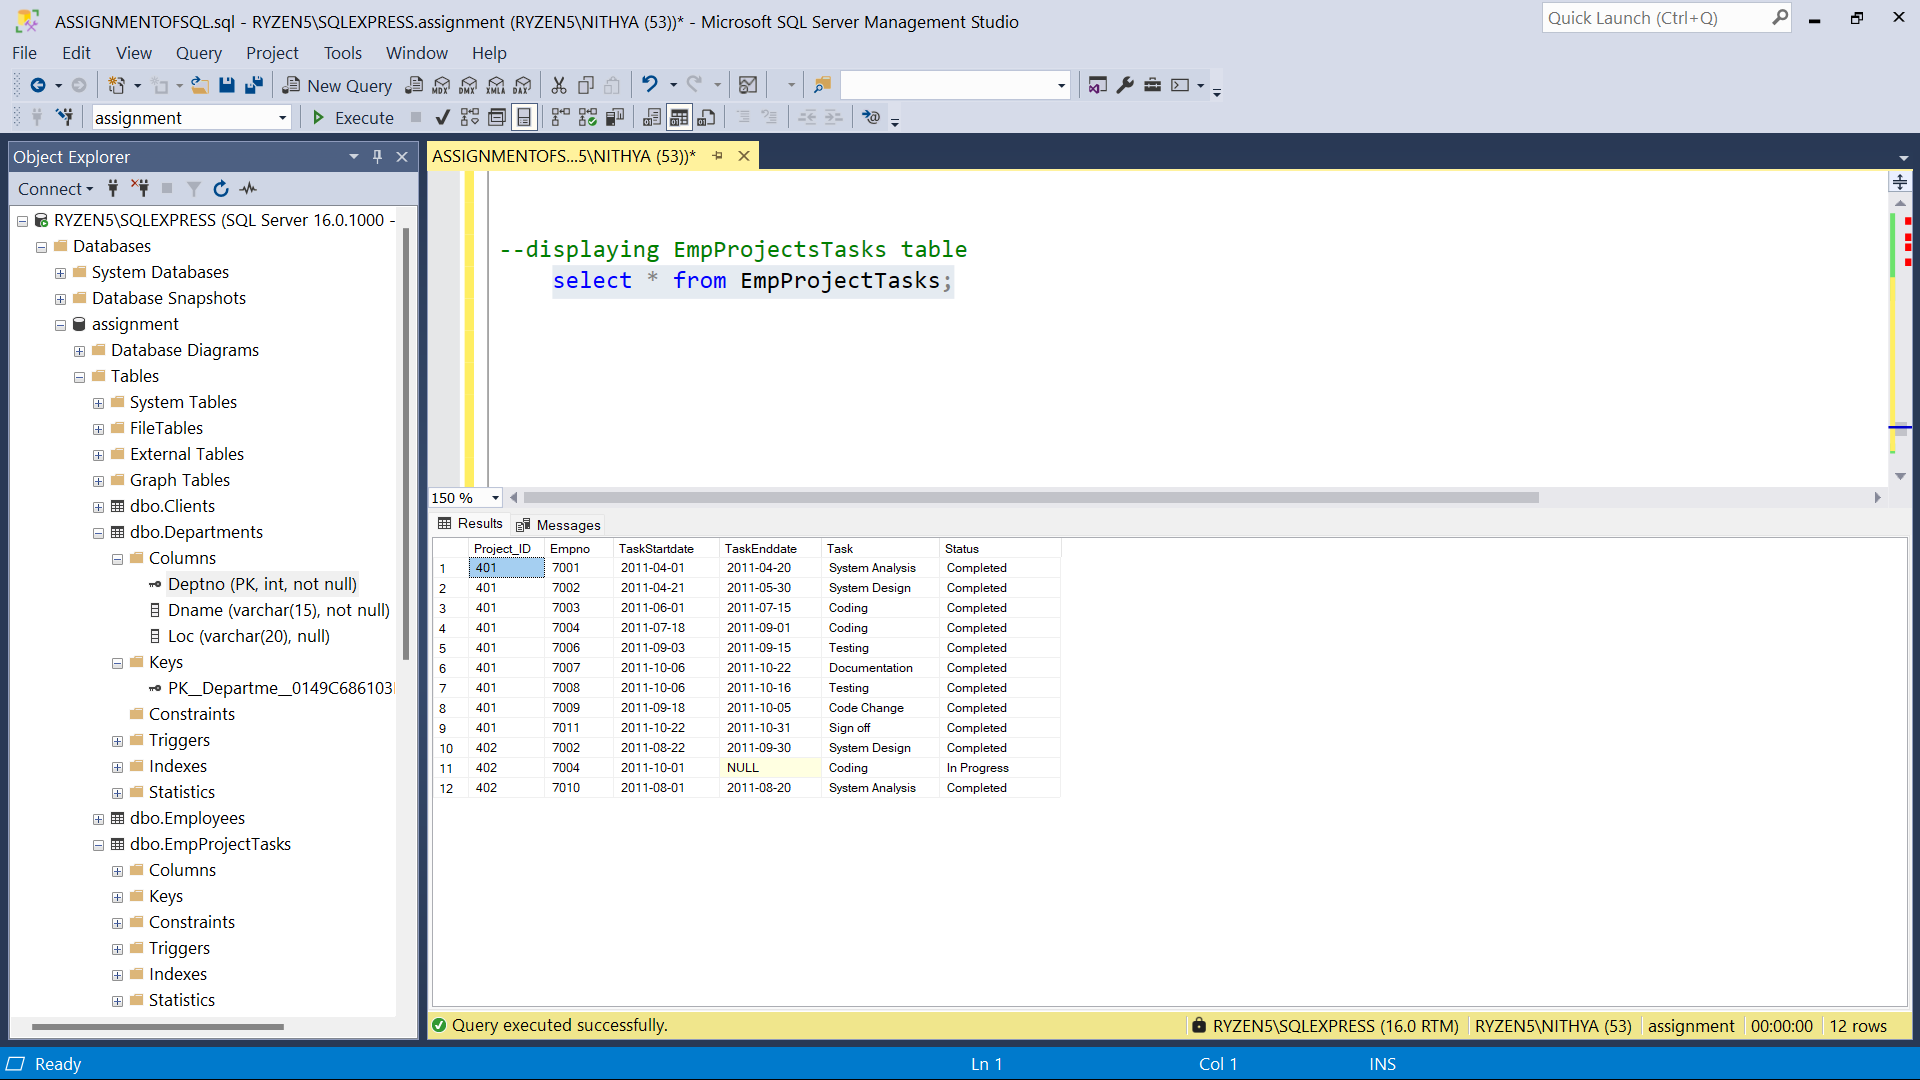 ASSIGNMENTOFSQL.sql - RYZEN5\SQLEXPRESS.assignment (RYZEN5\NITHYA (53))* - Microsoft SQL Server Management Studio
Quick Launch (Ctrl+Q)
File Edit View Query Project Tools Window Help
New Query MDX DMX XMLA DAX
assignment Execute
Object Explorer
Connect
RYZEN5\SQLEXPRESS (SQL Server 16.0.1000 -
Databases
System Databases
Database Snapshots
assignment
Database Diagrams
Tables
System Tables
FileTables
External Tables
Graph Tables
dbo.Clients
dbo.Departments
Columns
Deptno (PK, int, not null)
Dname (varchar(15), not null)
Loc (varchar(20), null)
Keys
PK__Departme__0149C686103
Constraints
Triggers
Indexes
Statistics
dbo.Employees
dbo.EmpProjectTasks
Columns
Keys
Constraints
Triggers
Indexes
Statistics
ASSIGNMENTOFS...5\NITHYA (53))*
--displaying EmpProjectsTasks table
select * from EmpProjectTasks;
150 %
Results Messages
Project_ID Empno TaskStartdate TaskEnddate Task Status
1 401 7001 2011-04-01 2011-04-20 System Analysis Completed
2 401 7002 2011-04-21 2011-05-30 System Design Completed
3 401 7003 2011-06-01 2011-07-15 Coding Completed
4 401 7004 2011-07-18 2011-09-01 Coding Completed
5 401 7006 2011-09-03 2011-09-15 Testing Completed
6 401 7007 2011-10-06 2011-10-22 Documentation Completed
7 401 7008 2011-10-06 2011-10-16 Testing Completed
8 401 7009 2011-09-18 2011-10-05 Code Change Completed
9 401 7011 2011-10-22 2011-10-31 Sign off Completed
10 402 7002 2011-08-22 2011-09-30 System Design Completed
11 402 7004 2011-10-01 NULL Coding In Progress
12 402 7010 2011-08-01 2011-08-20 System Analysis Completed
Query executed successfully.
RYZEN5\SQLEXPRESS (16.0 RTM) RYZEN5\NITHYA (53) assignment 00:00:00 12 rows
Ready Ln 1 Col 1 INS